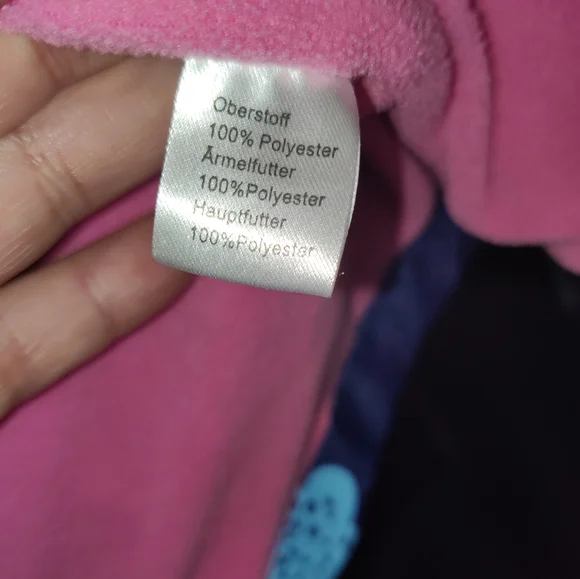 Oberstoff
100% Polyester
Ärmelfutter
100%Polyester
Hauptfutter
100%Polyester